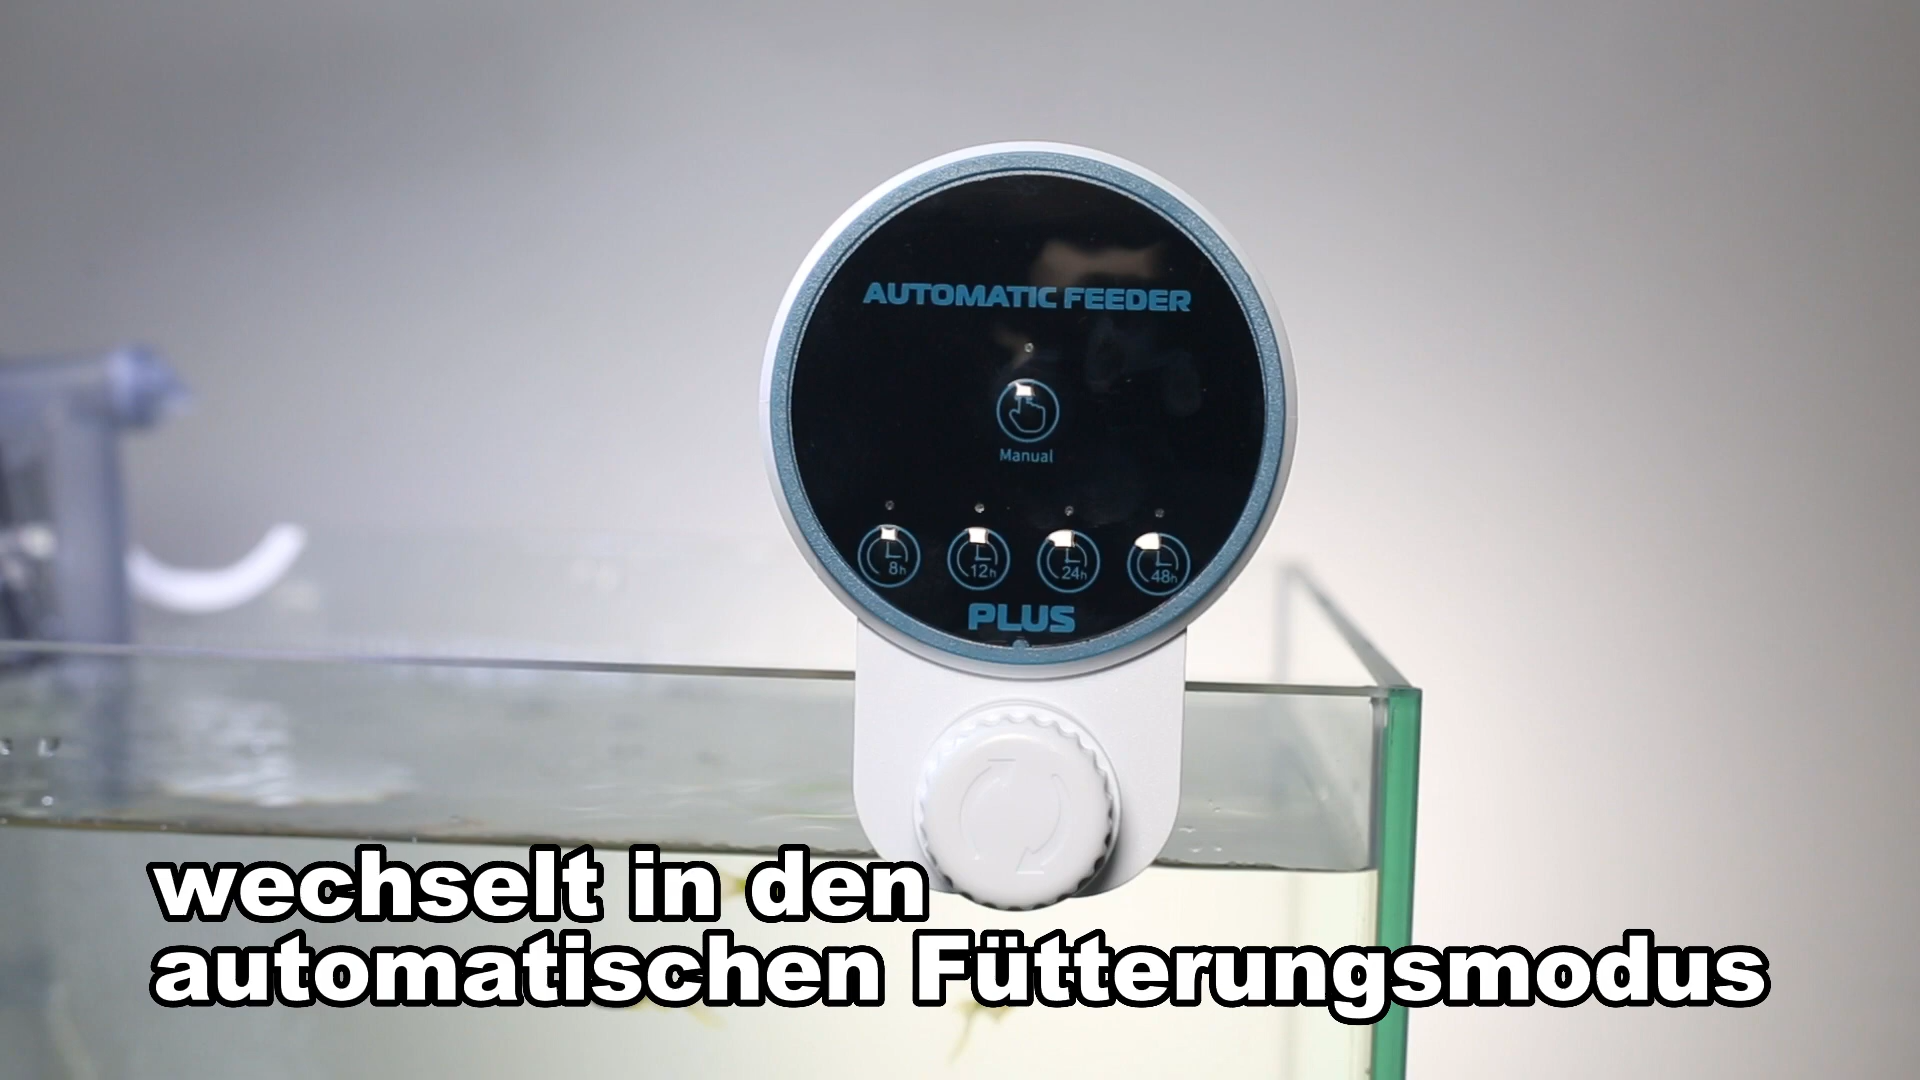 AUTOMATIC FEEDER
Manual
8h 12h 24h 48h
PLUS
wechselt in den
automatischen Fütterungsmodus